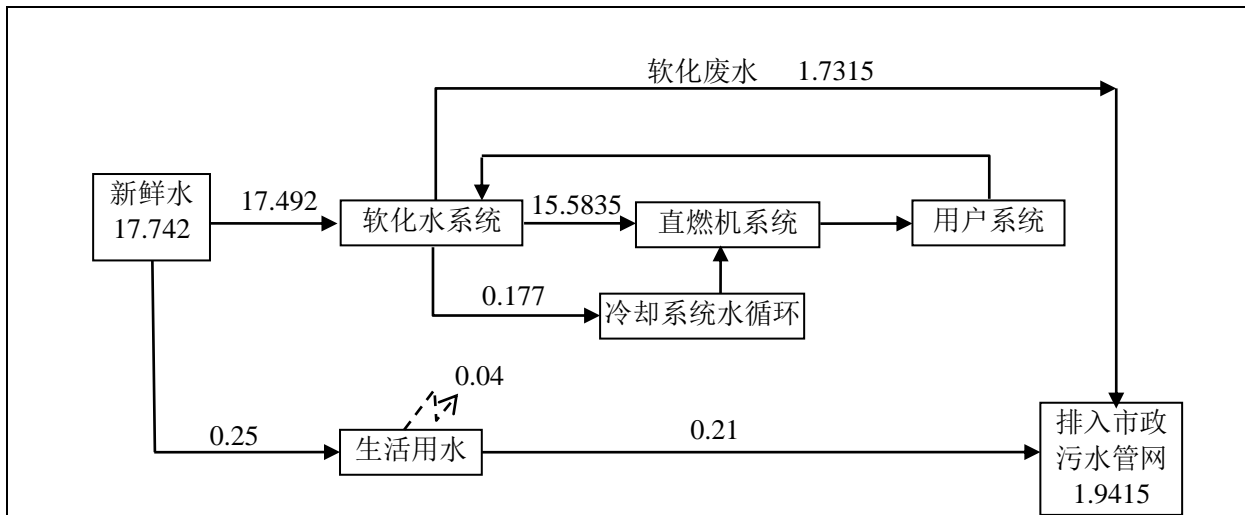 软化废水 1.7315
新鲜水
17.742
17.492
软化水系统
15.5835
直燃机系统
用户系统
0.177
冷却系统水循环
0.04
0.25
生活用水
0.21
排入市政
污水管网
1.9415